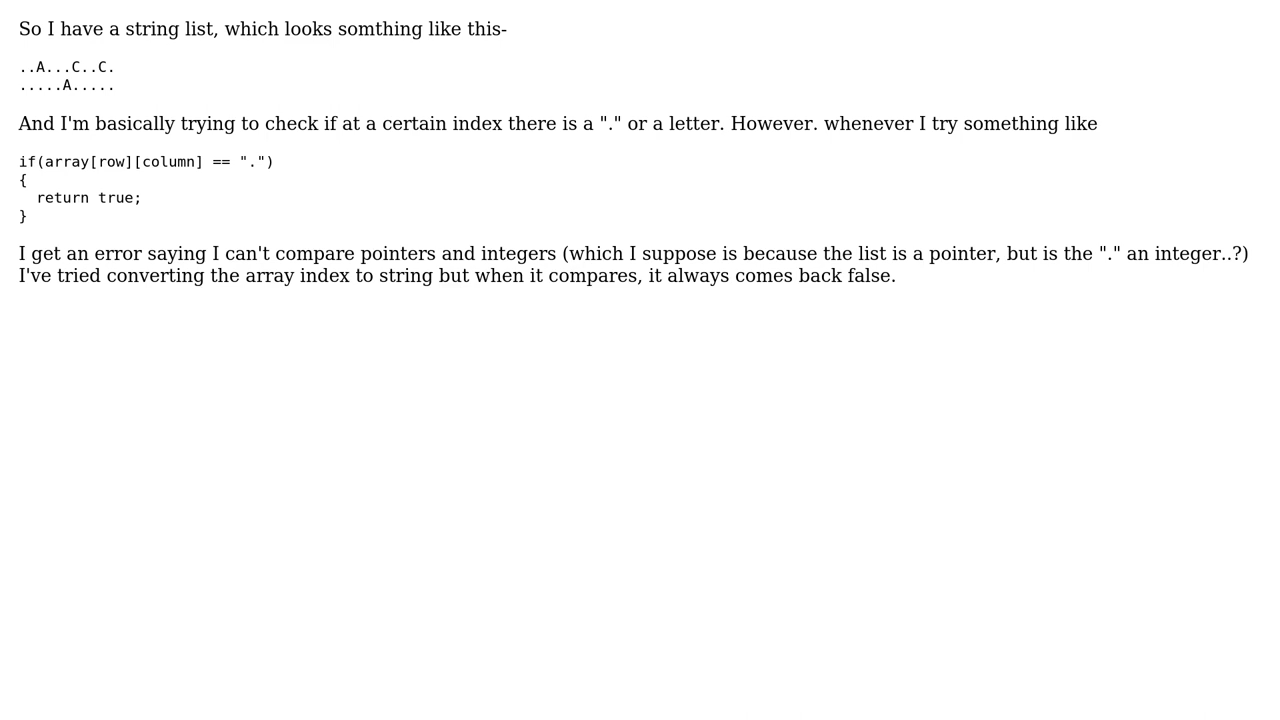 So I have a string list, which looks somthing like this-
..A...C..C.
.....A.....
And I'm basically trying to check if at a certain index there is a "." or a letter. However. whenever I try something like
if(array[row][column] == ".")
{
  return true;
}
I get an error saying I can't compare pointers and integers (which I suppose is because the list is a pointer, but is the "." an integer..?)
I've tried converting the array index to string but when it compares, it always comes back false.